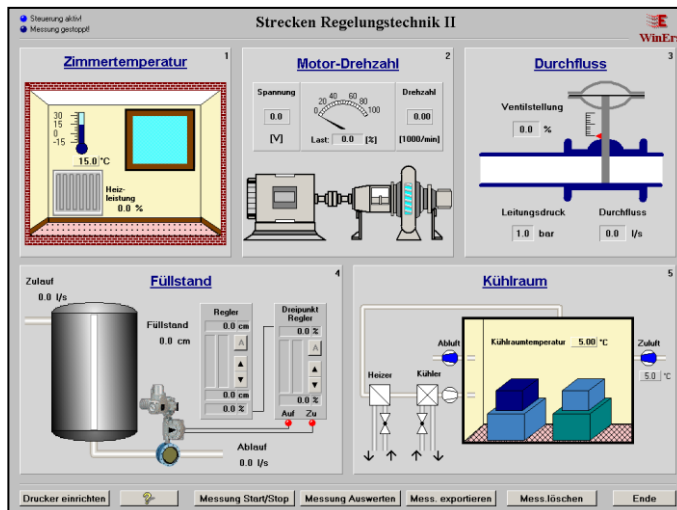 Steuerung aktiv!
Messung gestoppt!
Strecken Regelungstechnik II
WinErs
Zimmertemperatur 1
30
15
0
-15
15.0 °C
Heiz-
leistung
0.0 %
Motor-Drehzahl 2
Spannung
0.0
[V]
0 20 40 60 80 100
Last: 0.0 [%]
Drehzahl
0.00
[1000/min]
Durchfluss 3
Ventilstellung
0.0 %
Leitungsdruck
1.0 bar
Durchfluss
0.0 l/s
Füllstand 4
Zulauf
0.0 l/s
Füllstand
0.0 cm
Regler
0.0 cm
A
0.0 cm
0.0 %
Dreipunkt
Regler
0.0 %
A
0.0 %
Auf Zu
Ablauf
0.0 l/s
Kühlraum 5
Abluft
Kühlraumtemperatur 5.00 °C
Zuluft
5.0 °C
Heizer
Kühler
Drucker einrichten
?
Messung Start/Stop
Messung Auswerten
Mess. exportieren
Mess.löschen
Ende